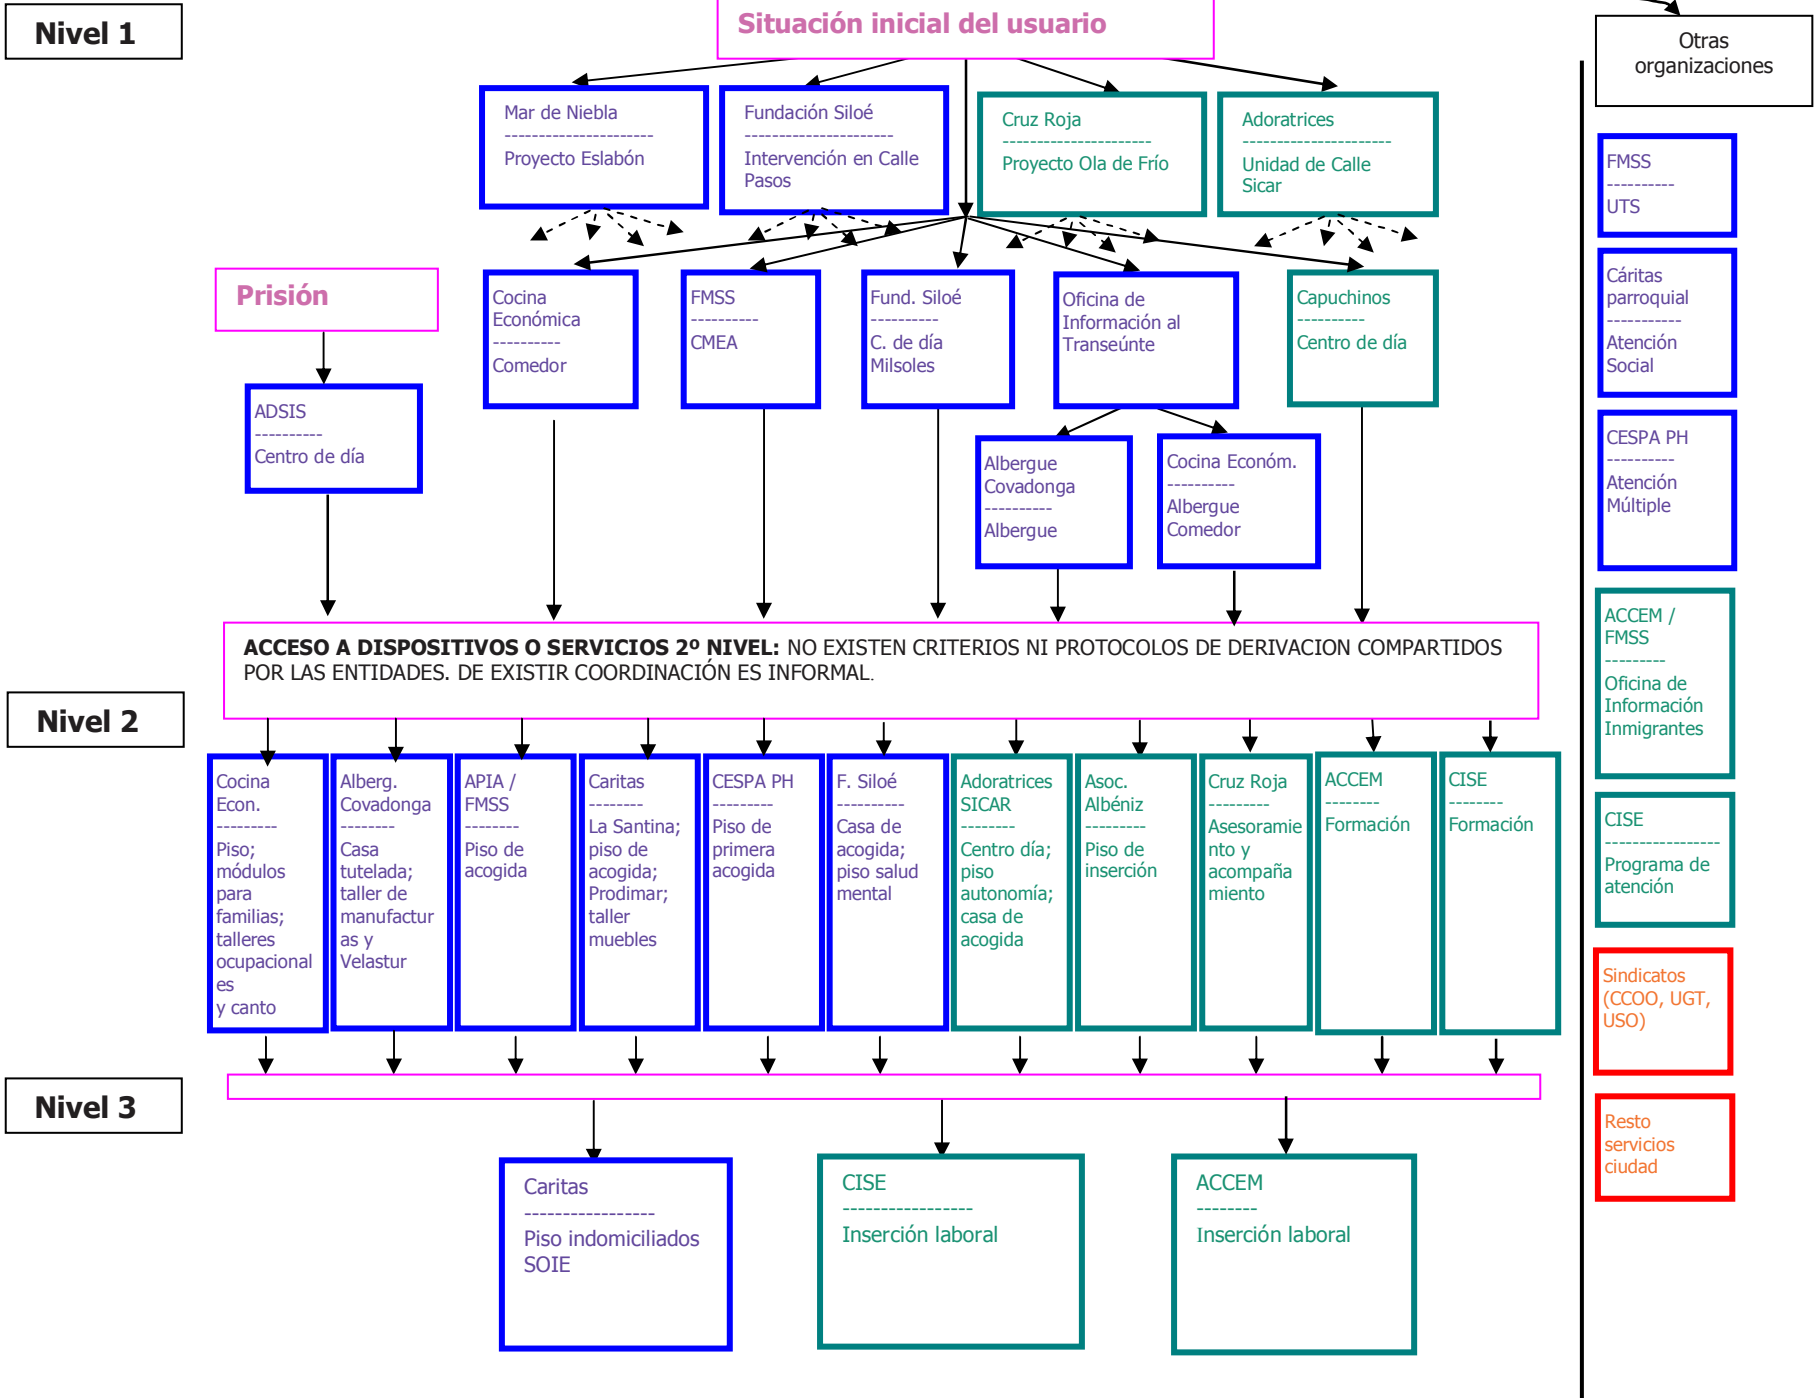 Nivel 1
Situación inicial del usuario
Otras
organizaciones
Mar de Niebla
----------------------
Proyecto Eslabón
Fundación Siloé
----------------------
Intervención en Calle
Pasos
Cruz Roja
----------------------
Proyecto Ola de Frío
Adoratrices
----------------------
Unidad de Calle
Sicar
Prisión
ADSIS
----------
Centro de día
Cocina
Económica
----------
Comedor
FMSS
----------
CMEA
Fund. Siloé
----------
C. de día
Milsoles
Oficina de
Información al
Transeúnte
Capuchinos
----------
Centro de día
Albergue
Covadonga
----------
Albergue
Cocina Económ.
----------
Albergue
Comedor
ACCESO A DISPOSITIVOS O SERVICIOS 2º NIVEL: NO EXISTEN CRITERIOS NI PROTOCOLOS DE DERIVACION COMPARTIDOS
POR LAS ENTIDADES. DE EXISTIR COORDINACIÓN ES INFORMAL.
Nivel 2
Cocina
Econ.
---------
Piso;
módulos
para
familias;
talleres
ocupacional
es
y canto
Alberg.
Covadonga
--------
Casa
tutelada;
taller de
manufactur
as y
Velastur
APIA /
FMSS
--------
Piso de
acogida
Caritas
--------
La Santina;
piso de
acogida;
Prodimar;
taller
muebles
CESPA PH
---------
Piso de
primera
acogida
F. Siloé
----------
Casa de
acogida;
piso salud
mental
Adoratrices
SICAR
--------
Centro día;
piso
autonomía;
casa de
acogida
Asoc.
Albéniz
---------
Piso de
inserción
Cruz Roja
---------
Asesoramie
nto y
acompaña
miento
ACCEM
--------
Formación
CISE
--------
Formación
Nivel 3
Caritas
-----------------
Piso indomiciliados
SOIE
CISE
-----------------
Inserción laboral
ACCEM
--------
Inserción laboral
FMSS
----------
UTS
Cáritas
parroquial
-----------
Atención
Social
CESPA PH
----------
Atención
Múltiple
ACCEM /
FMSS
---------
Oficina de
Información
Inmigrantes
CISE
-----------------
Programa de
atención
Sindicatos
(CCOO, UGT,
USO)
Resto
servicios
ciudad